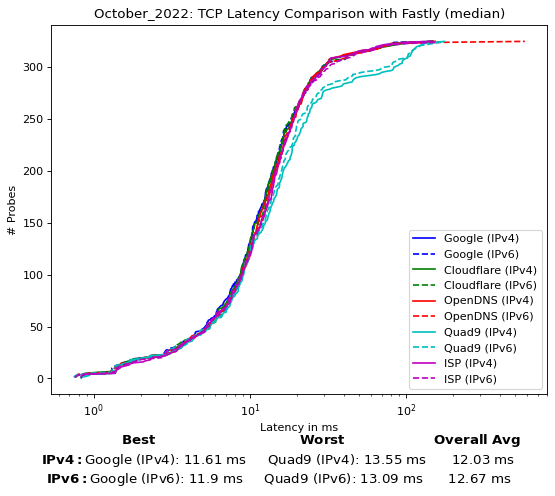 October_2022: TCP Latency Comparison with Fastly (median)
# Probes
300
250
200
150
100
50
0
Google (IPv4)
Google (IPv6)
Cloudflare (IPv4)
Cloudflare (IPv6)
OpenDNS (IPv4)
OpenDNS (IPv6)
Quad9 (IPv4)
Quad9 (IPv6)
ISP (IPv4)
ISP (IPv6)
10⁰ 10¹ 10²
Latency in ms
Best Worst Overall Avg
IPv4: Google (IPv4): 11.61 ms Quad9 (IPv4): 13.55 ms 12.03 ms
IPv6: Google (IPv6): 11.9 ms Quad9 (IPv6): 13.09 ms 12.67 ms